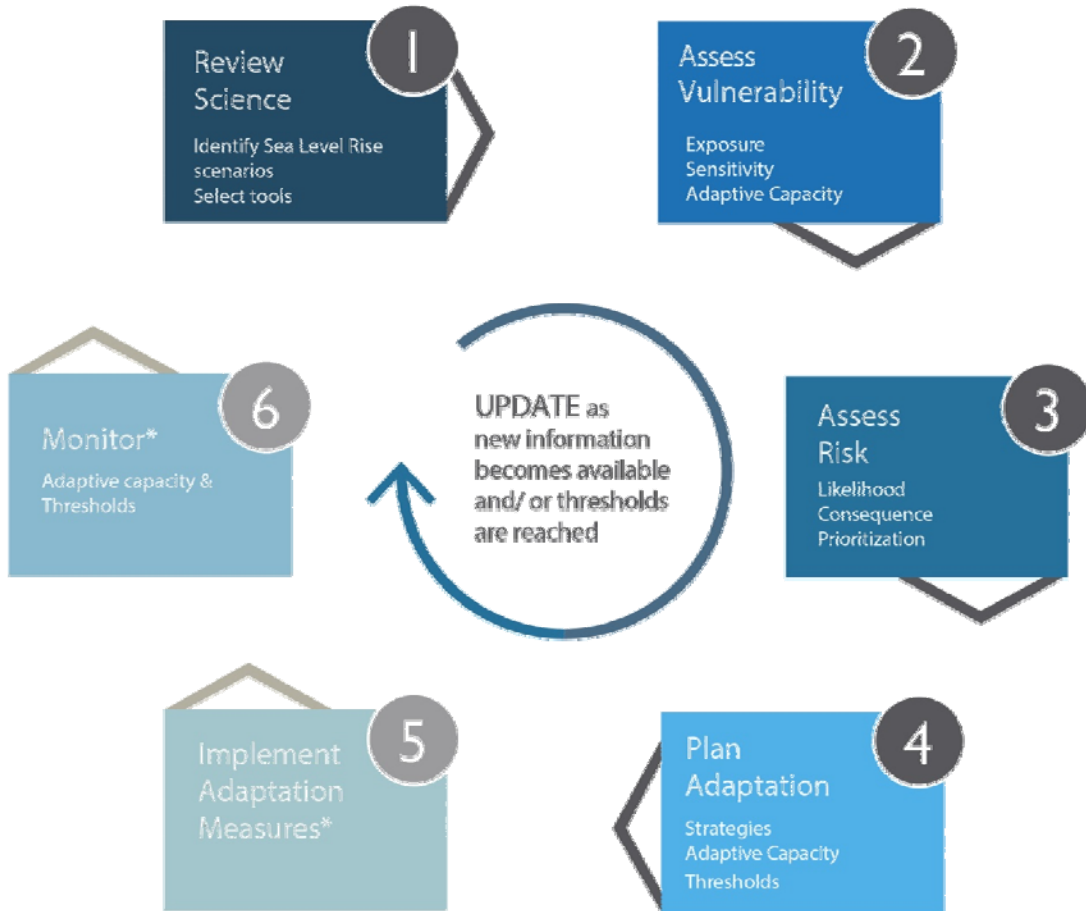 1
Review
Science
Identify Sea Level Rise
scenarios
Select tools
2
Assess
Vulnerability
Exposure
Sensitivity
Adaptive Capacity
3
Assess
Risk
Likelihood
Consequence
Prioritization
4
Plan
Adaptation
Strategies
Adaptive Capacity
Thresholds
5
Implement
Adaptation
Measures*
6
Monitor*
Adaptive capacity &
Thresholds
UPDATE as
new information
becomes available
and/ or thresholds
are reached